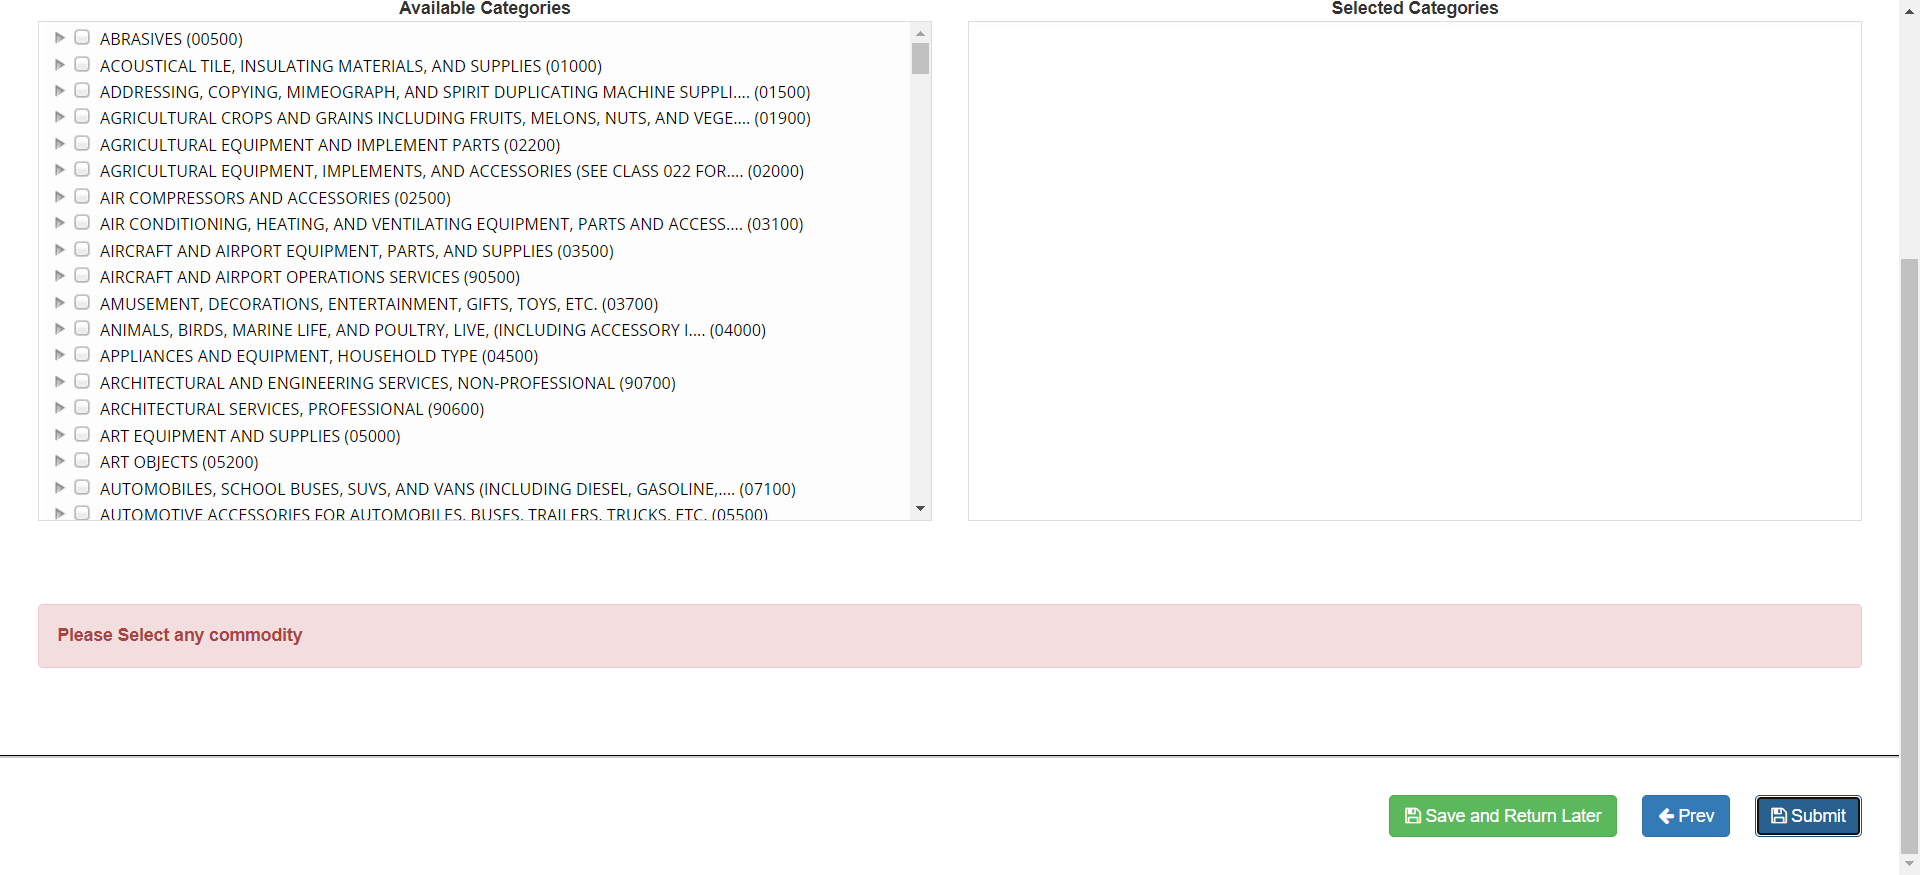 Available Categories
Selected Categories
ABRASIVES (00500)
ACOUSTICAL TILE, INSULATING MATERIALS, AND SUPPLIES (01000)
ADDRESSING, COPYING, MIMEOGRAPH, AND SPIRIT DUPLICATING MACHINE SUPPLI.... (01500)
AGRICULTURAL CROPS AND GRAINS INCLUDING FRUITS, MELONS, NUTS, AND VEGE.... (01900)
AGRICULTURAL EQUIPMENT AND IMPLEMENT PARTS (02200)
AGRICULTURAL EQUIPMENT, IMPLEMENTS, AND ACCESSORIES (SEE CLASS 022 FOR.... (02000)
AIR COMPRESSORS AND ACCESSORIES (02500)
AIR CONDITIONING, HEATING, AND VENTILATING EQUIPMENT, PARTS AND ACCESS.... (03100)
AIRCRAFT AND AIRPORT EQUIPMENT, PARTS, AND SUPPLIES (03500)
AIRCRAFT AND AIRPORT OPERATIONS SERVICES (90500)
AMUSEMENT, DECORATIONS, ENTERTAINMENT, GIFTS, TOYS, ETC. (03700)
ANIMALS, BIRDS, MARINE LIFE, AND POULTRY, LIVE, (INCLUDING ACCESSORY I.... (04000)
APPLIANCES AND EQUIPMENT, HOUSEHOLD TYPE (04500)
ARCHITECTURAL AND ENGINEERING SERVICES, NON-PROFESSIONAL (90700)
ARCHITECTURAL SERVICES, PROFESSIONAL (90600)
ART EQUIPMENT AND SUPPLIES (05000)
ART OBJECTS (05200)
AUTOMOBILES, SCHOOL BUSES, SUVS, AND VANS (INCLUDING DIESEL, GASOLINE,.... (07100)
AUTOMOTIVE ACCESSORIES FOR AUTOMOBILES, BUSES, TRAILERS, TRUCKS, ETC. (05500)
Please Select any commodity
Save and Return Later
Prev
Submit